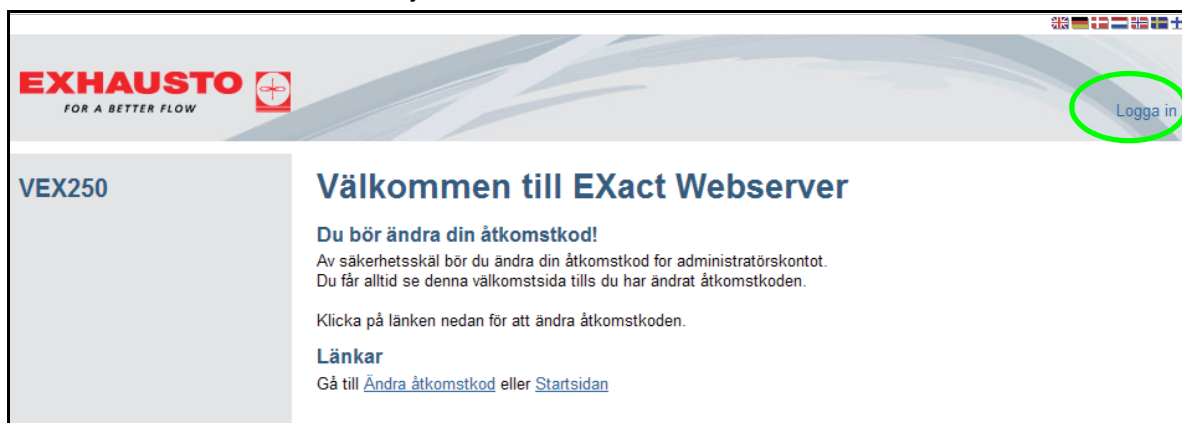 EXHAUSTO
FOR A BETTER FLOW
Logga in
VEX250
Välkommen till EXact Webserver
Du bör ändra din åtkomstkod!
Av säkerhetsskäl bör du ändra din åtkomstkod for administratörskontot.
Du får alltid se denna välkomstsida tills du har ändrat åtkomstkoden.
Klicka på länken nedan för att ändra åtkomstkoden.
Länkar
Gå till Ändra åtkomstkod eller Startsidan